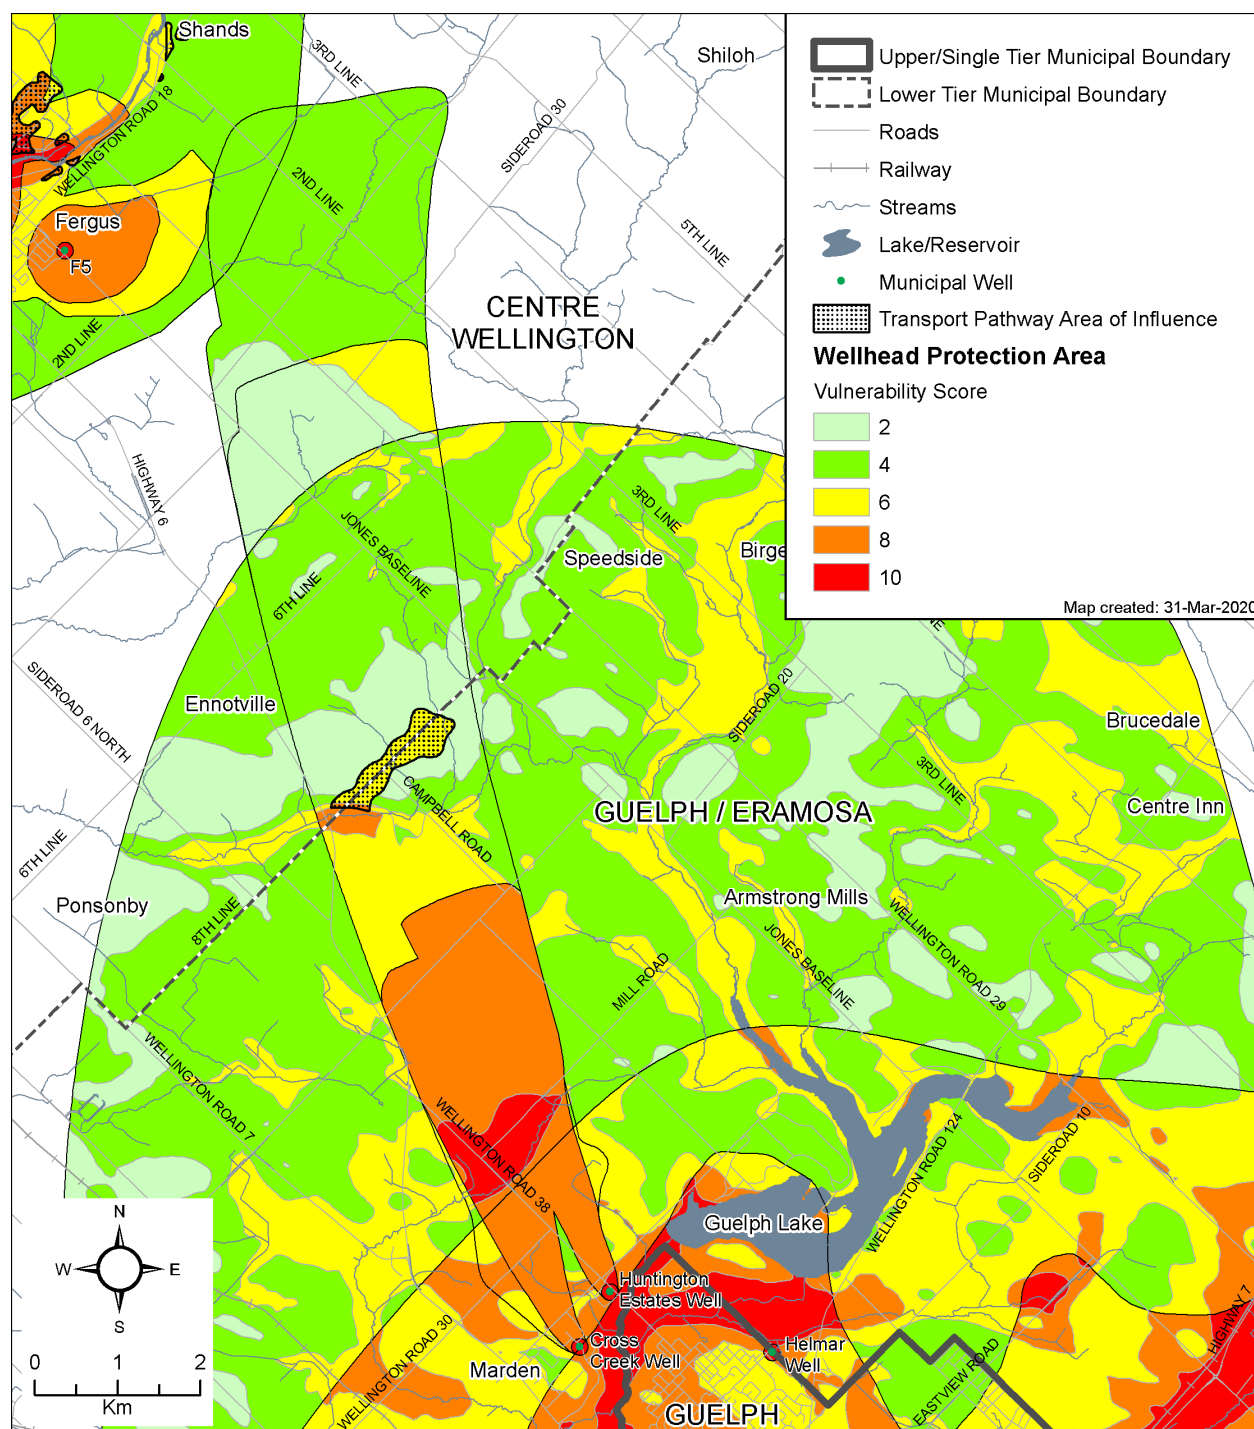 Shands
3RD LINE
Shiloh
SIDEROAD 30
WELLINGTON ROAD 18
2ND LINE
5TH LINE
Fergus
F5
2ND LINE
CENTRE
WELLINGTON
HIGHWAY 6
JONES BASELINE
3RD LINE
Speedside
Birge
6TH LINE
LINE
SIDEROAD 6 NORTH
Ennotville
SIDEROAD 20
Brucedale
3RD LINE
CAMPBELL ROAD
GUELPH / ERAMOSA
Centre Inn
6TH LINE
Ponsonby
8TH LINE
Armstrong Mills
WELLINGTON ROAD 29
JONES BASELINE
MILL ROAD
WELLINGTON ROAD 7
WELLINGTON ROAD 38
WELLINGTON ROAD 124
SIDEROAD 10
Guelph Lake
Huntington
Estates Well
Cross
Creek Well
Helmar
Well
HIGHWAY 7
WELLINGTON ROAD 30
Marden
EASTVIEW ROAD
GUELPH
N
W
E
S
0 1 2
Km
Upper/Single Tier Municipal Boundary
Lower Tier Municipal Boundary
Roads
Railway
Streams
Lake/Reservoir
Municipal Well
Transport Pathway Area of Influence
Wellhead Protection Area
Vulnerability Score
2
4
6
8
10
Map created: 31-Mar-2020